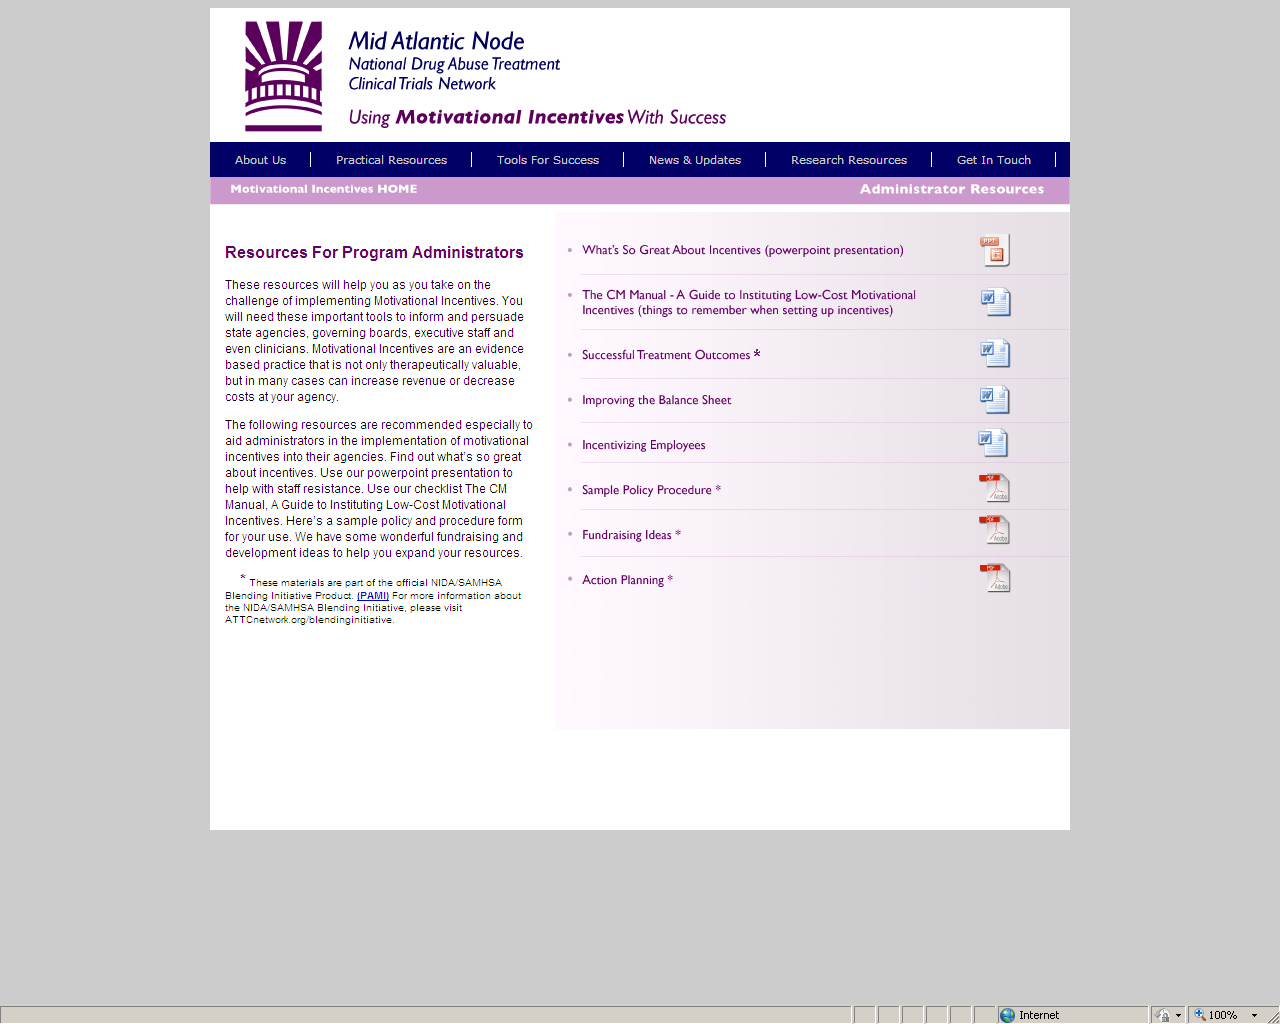 Mid Atlantic Node
National Drug Abuse Treatment
Clinical Trials Network
Using Motivational Incentives With Success
About Us
Practical Resources
Tools For Success
News & Updates
Research Resources
Get In Touch
Motivational Incentives HOME
Administrator Resources
Resources For Program Administrators
These resources will help you as you take on the
challenge of implementing Motivational Incentives. You
will need these important tools to inform and persuade
state agencies, governing boards, executive staff and
even clinicians. Motivational Incentives are an evidence
based practice that is not only therapeutically valuable,
but in many cases can increase revenue or decrease
costs at your agency.
The following resources are recommended especially to
aid administrators in the implementation of motivational
incentives into their agencies. Find out what's so great
about incentives. Use our powerpoint presentation to
help with staff resistance. Use our checklist The CM
Manual, A Guide to Instituting Low-Cost Motivational
Incentives. Here's a sample policy and procedure form
for your use. We have some wonderful fundraising and
development ideas to help you expand your resources.
* These materials are part of the official NIDA/SAMHSA
Blending Initiative Product. (PAMI) For more information about
the NIDA/SAMHSA Blending Initiative, please visit
ATTCnetwork.org/blendinginitiative.
• What's So Great About Incentives (powerpoint presentation)
PPT
• The CM Manual - A Guide to Instituting Low-Cost Motivational
Incentives (things to remember when setting up incentives)
W
• Successful Treatment Outcomes *
W
• Improving the Balance Sheet
W
• Incentivizing Employees
W
• Sample Policy Procedure *
PDF
Adobe
• Fundraising Ideas *
PDF
Adobe
• Action Planning *
PDF
Adobe
Internet
100%